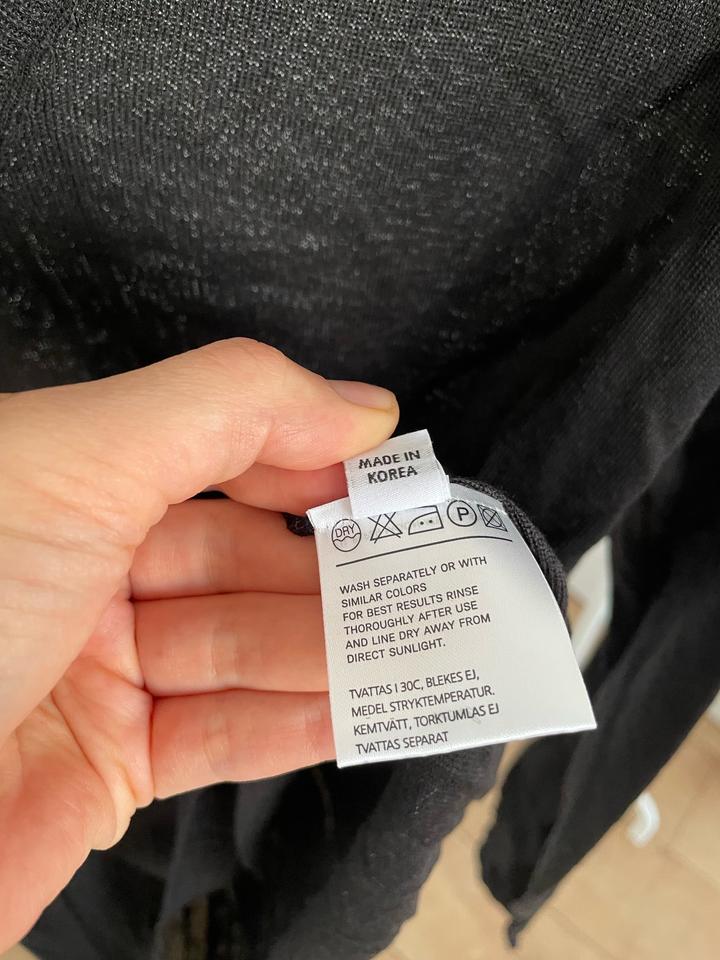 MADE IN
KOREA
DRY
P
WASH SEPARATELY OR WITH
SIMILAR COLORS
FOR BEST RESULTS RINSE
THOROUGHLY AFTER USE
AND LINE DRY AWAY FROM
DIRECT SUNLIGHT.
TVATTAS I 30C, BLEKES EJ,
MEDEL STRYKTEMPERATUR.
KEMTVÄTT, TORKTUMLAS EJ
TVATTAS SEPARAT